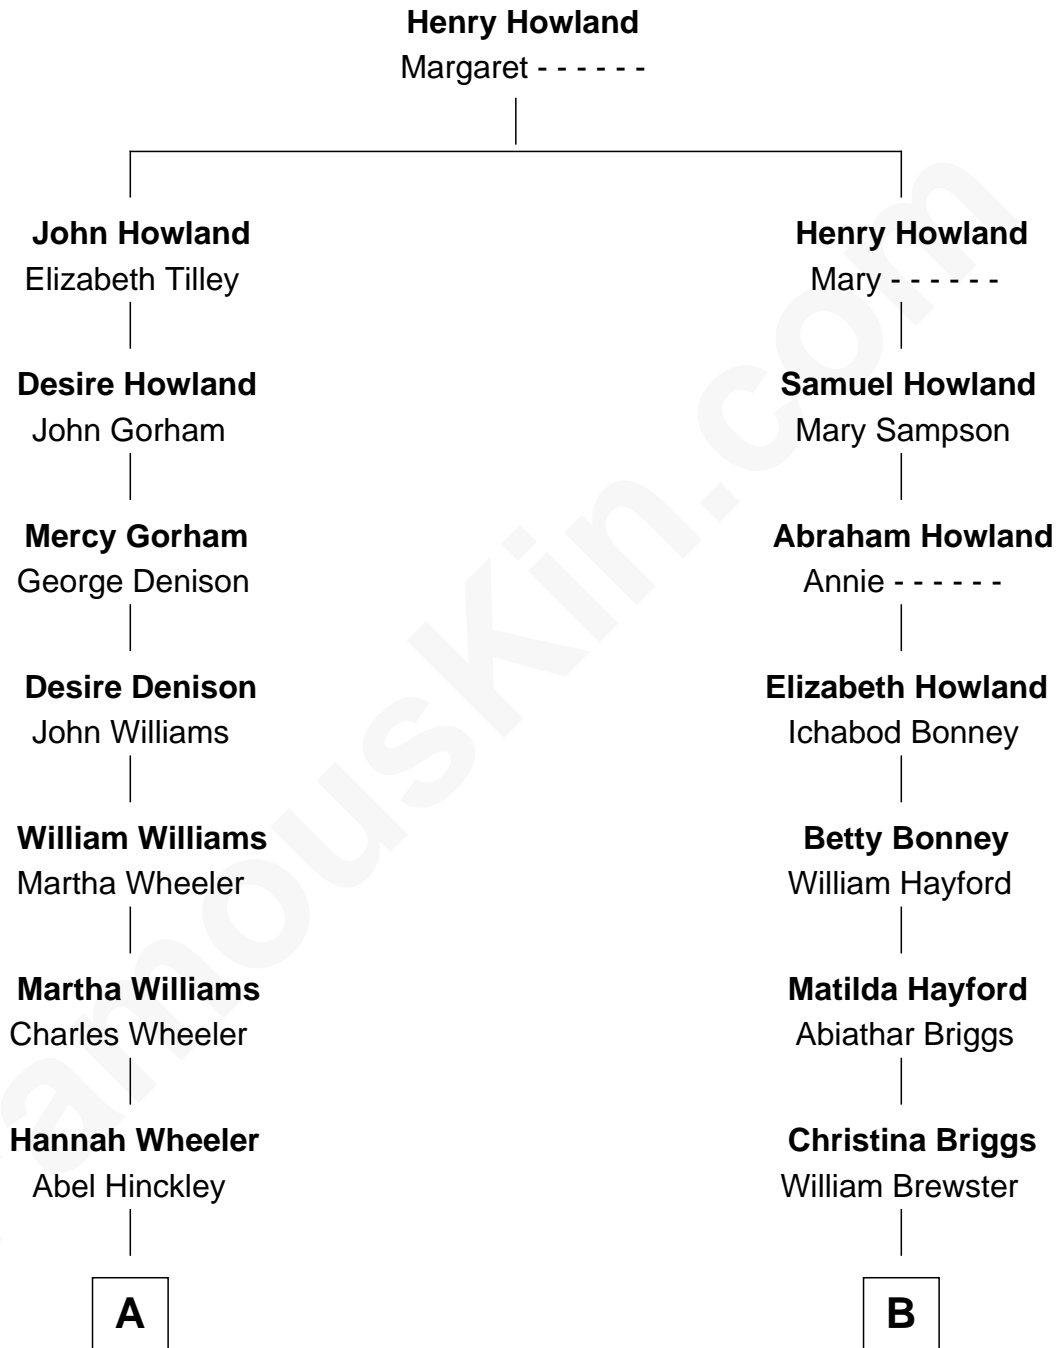 Henry Howland
Margaret - - - - - -
John Howland
Elizabeth Tilley
Desire Howland
John Gorham
Mercy Gorham
George Denison
Desire Denison
John Williams
William Williams
Martha Wheeler
Martha Williams
Charles Wheeler
Hannah Wheeler
Abel Hinckley
A
Henry Howland
Mary - - - - - -
Samuel Howland
Mary Sampson
Abraham Howland
Annie - - - - - -
Elizabeth Howland
Ichabod Bonney
Betty Bonney
William Hayford
Matilda Hayford
Abiathar Briggs
Christina Briggs
William Brewster
B
amouskin.com